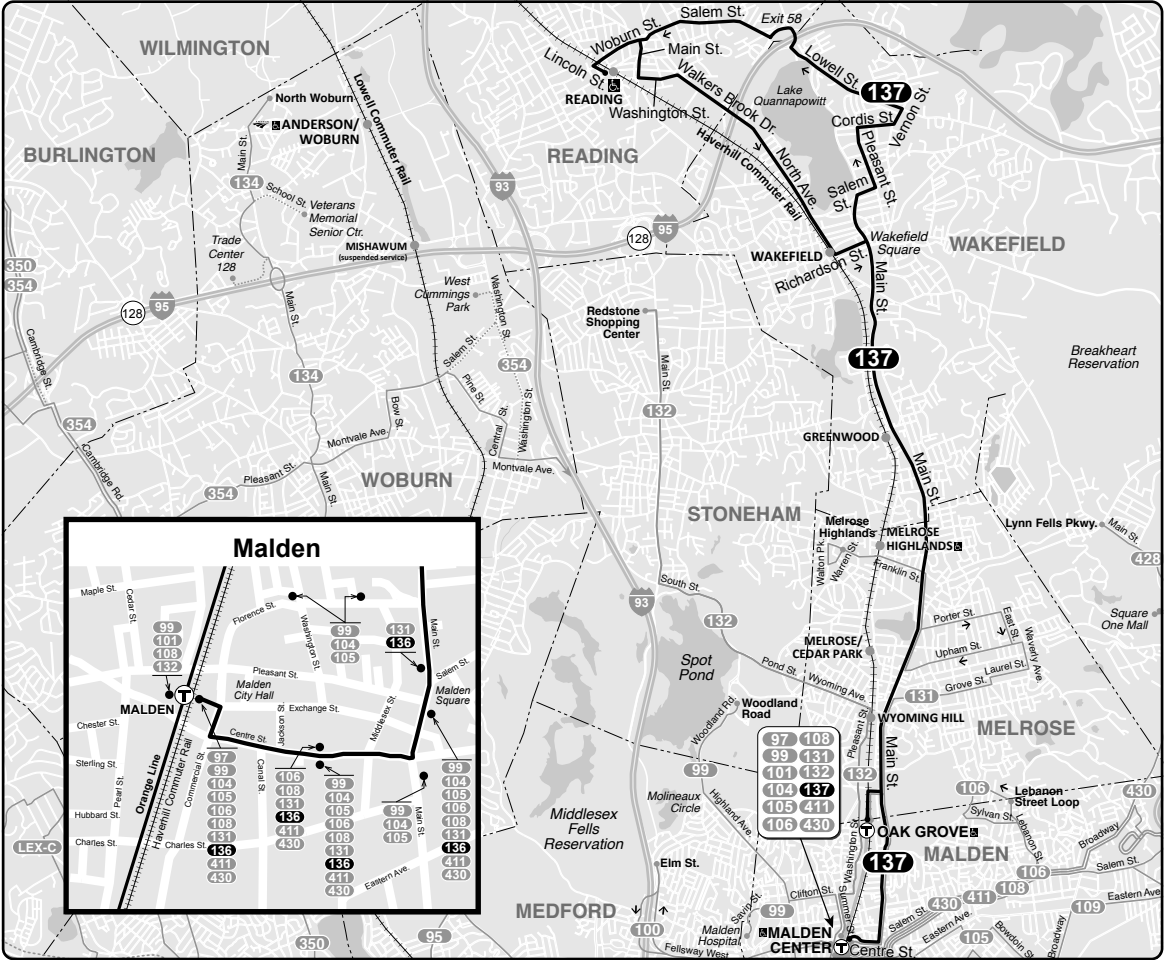 Salem St.
Exit 58
WILMINGTON
Woburn St.
Main St.
Lincoln St.
READING
Walkers Brook Dr.
Lowell St.
137
Lake
Quannapowitt
Vernon St.
Cordis St.
North Woburn
Lowell Commuter Rail
ANDERSON/
WOBURN
Washington St.
BURLINGTON
Main St.
READING
Haverhill Commuter Rail
North Ave.
Pleasant St.
Salem
St.
134
School St.
93
Veterans
Memorial
Senior Ctr.
Trade
Center
128
MISHAWUM
(suspended service)
128
95
WAKEFIELD
Wakefield
Square
WAKEFIELD
Richardson St.
350
354
128
95
West
Cummings
Park
Washington St.
Main St.
Main St.
Redstone
Shopping
Center
Cambridge St.
Salem St.
137
Breakheart
Reservation
134
354
Main St.
Pine St.
Bow St.
132
Central St.
Washington St.
354
Montvale Ave.
GREENWOOD
Cambridge Rd.
Pleasant St.
Montvale Ave.
354
WOBURN
Main St.
Main St.
STONEHAM
Melrose
Highlands
MELROSE
HIGHLANDS
Lynn Fells Pkwy.
Main St.
428
Walton Pk.
Warren St.
Franklin St.
South St.
93
132
Porter St.
East St.
Waverly Ave.
Square
One Mall
MELROSE/
CEDAR PARK
Upham St.
Laurel St.
Grove St.
Spot
Pond
Pond St.
Wyoming Ave.
131
Woodland
Road
Woodland Rd.
WYOMING HILL
MELROSE
Pleasant St.
Main St.
97 108
99 131
101 132
104 137
105 411
106 430
132
99
Molineaux
Circle
Highland Ave.
106
Lebanon
Street Loop
430
Sylvan St.
Lebanon St.
Broadway
T OAK GROVE
MALDEN
Middlesex
Fells
Reservation
Washington St.
137
106
Salem St.
Elm St.
108
411
430
Eastern Ave.
109
Clifton St.
Summer St.
Savin St.
99
Salem St.
Eastern Ave.
105
Bowdoin St.
Broadway
MEDFORD
100
Malden
Hospital
MALDEN
CENTER
T
Centre St.
Fellsway West
LEX-C
350
95
Malden
Maple St.
Cedar St.
Florence St.
Washington St.
99
104
105
131
136
Main St.
Salem St.
99
101
108
132
Pleasant St.
Malden
City Hall
Malden
Square
MALDEN
T
Exchange St.
Jackson St.
Middlesex St.
Chester St.
Centre St.
Sterling St.
Pearl St.
Orange Line
Haverhill Commuter Rail
Commercial St.
Canal St.
Hubbard St.
Charles St.
Charles St.
97
99
104
105
106
108
131
136
411
430
106
108
131
136
411
430
99
104
105
106
108
131
136
411
430
99
104
105
Main St.
Eastern Ave.
99
104
105
106
108
131
136
411
430